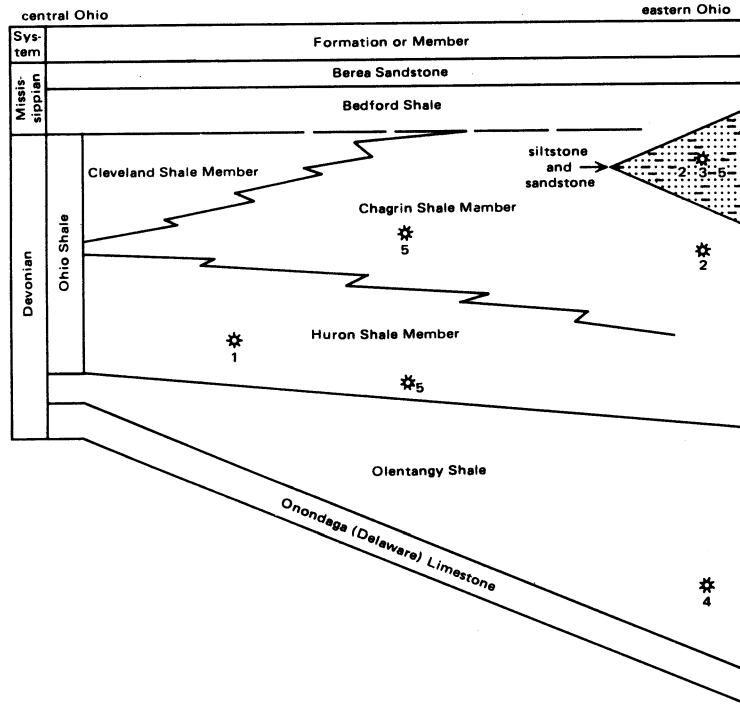 central Ohio
eastern Ohio
Sys-
tem
Formation or Member
Missis-
sippian
Berea Sandstone
Bedford Shale
Devonian
Ohio Shale
Cleveland Shale Member
siltstone
and
sandstone
2-3-5
Chagrin Shale Member
5
2
Huron Shale Member
1
5
Olentangy Shale
Onondaga (Delaware) Limestone
4